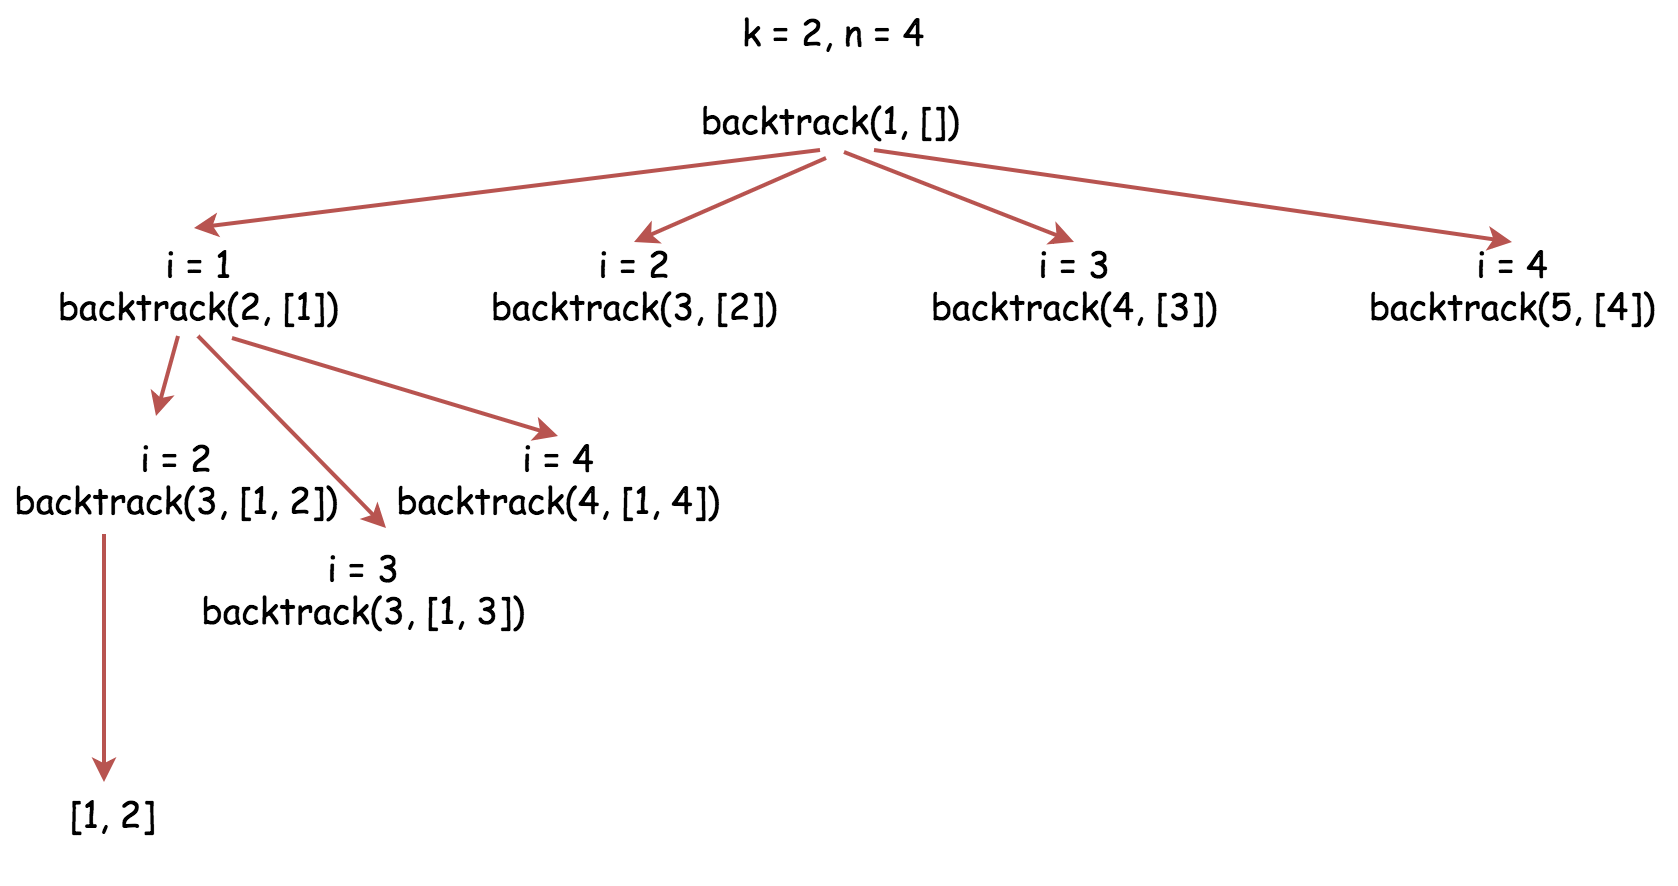 k = 2, n = 4
backtrack(1, [])
i = 1
backtrack(2, [1])
i = 2
backtrack(3, [2])
i = 3
backtrack(4, [3])
i = 4
backtrack(5, [4])
i = 2
backtrack(3, [1, 2])
i = 4
backtrack(4, [1, 4])
i = 3
backtrack(3, [1, 3])
[1, 2]